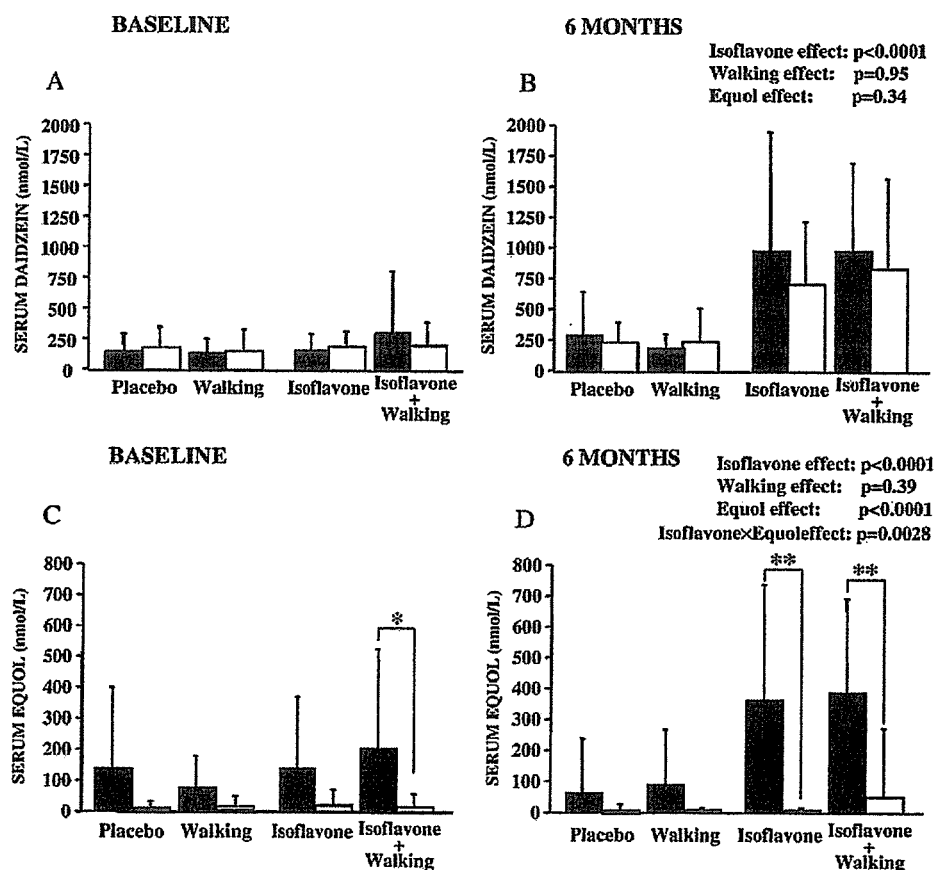 BASELINE
6 MONTHS
Isoflavone effect: p<0.0001
Walking effect: p=0.95
Equol effect: p=0.34
A
B
SERUM DAIDZEIN (nmol/L)
2000
1750
1500
1250
1000
750
500
250
0
Placebo
Walking
Isoflavone
Isoflavone
+
Walking
SERUM DAIDZEIN (nmol/L)
2000
1750
1500
1250
1000
750
500
250
0
Placebo
Walking
Isoflavone
Isoflavone
+
Walking
BASELINE
6 MONTHS
Isoflavone effect: p<0.0001
Walking effect: p=0.39
Equol effect: p<0.0001
Isoflavone×Equoleffect: p=0.0028
C
D
SERUM EQUOL (nmol/L)
800
700
600
500
400
300
200
100
0
*
Placebo
Walking
Isoflavone
Isoflavone
+
Walking
SERUM EQUOL (nmol/L)
800
700
600
500
400
300
200
100
0
**
**
Placebo
Walking
Isoflavone
Isoflavone
+
Walking